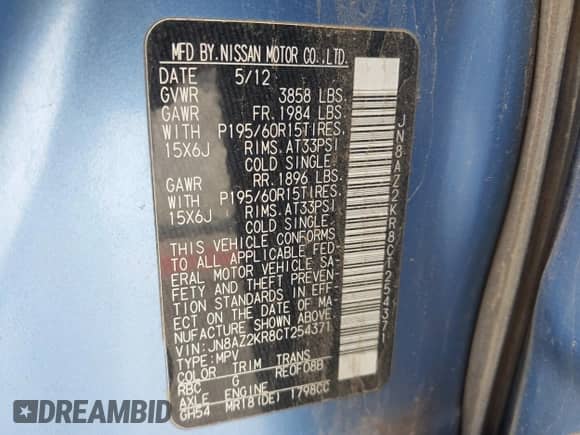 MFD BY.NISSAN MOTOR CO.,LTD.
DATE 5/12
GVWR 3858 LBS.
GAWR FR. 1984 LBS.
WITH P195/60R15TIRES.
15X6J RIMS. AT33PSI
COLD SINGLE.
GAWR RR. 1896 LBS.
WITH P195/60R15TIRES.
15X6J RIMS. AT33PSI
COLD SINGLE.
THIS VEHICLE CONFORMS
TO ALL APPLICABLE FED-
ERAL MOTOR VEHICLE SA-
FETY AND THEFT PREVEN-
TION STANDARDS IN EFF-
ECT ON THE DATE OF MA-
NUFACTURE SHOWN ABOVE.
VIN:JN8AZ2KR8CT254371
TYPE:MPV
COLOR TRIM TRANS
RBC G RE0F08B
AXLE ENGINE
GH54 MR18(DE) 1798CC
JN8AZ2KR8CT254371
DREAMBID
dreambid.com